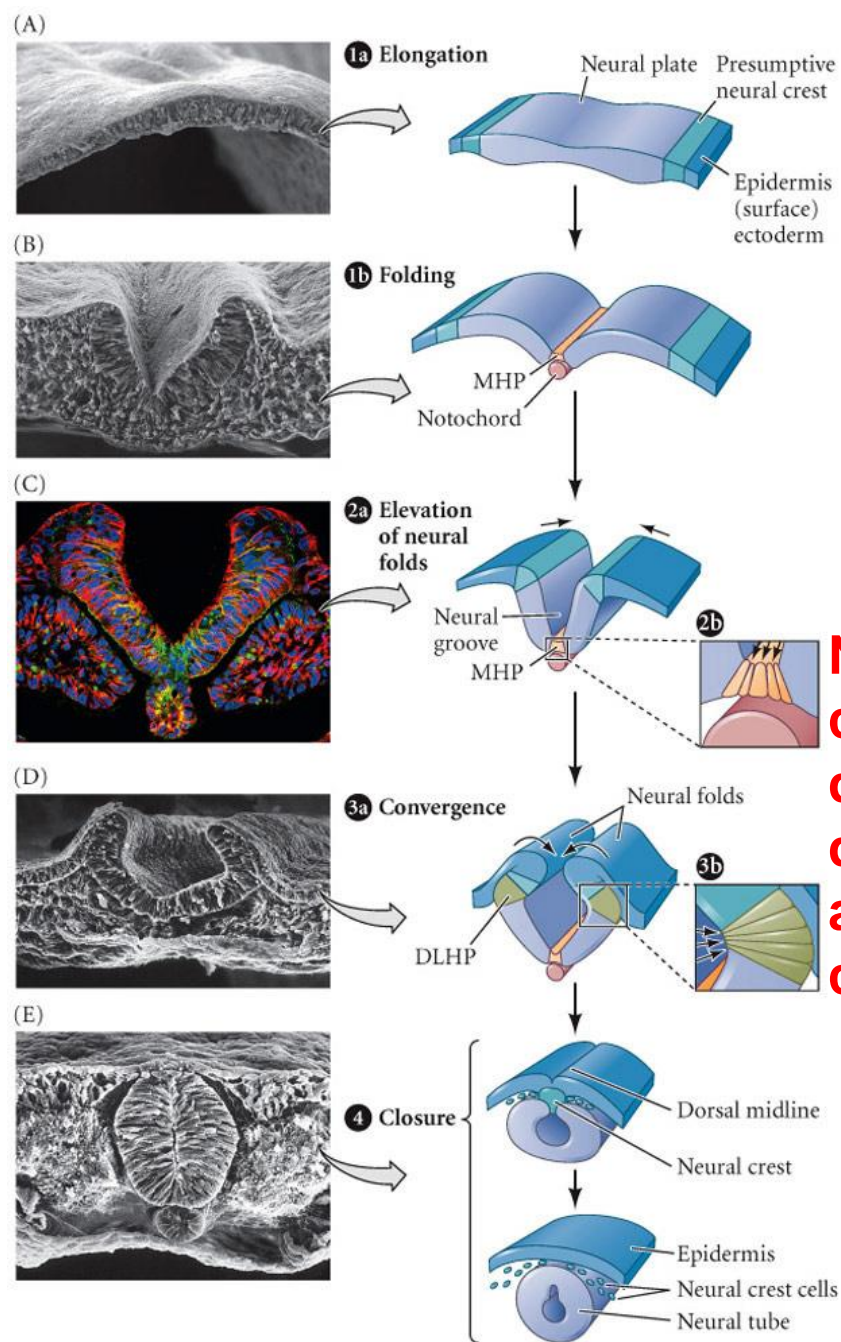 (A)
1a Elongation
Neural plate
Presumptive
neural crest
Epidermis
(surface)
ectoderm
(B)
1b Folding
MHP
Notochord
(C)
2a Elevation
of neural
folds
Neural
groove
MHP
2b
(D)
3a Convergence
Neural folds
3b
DLHP
(E)
4 Closure
Dorsal midline
Neural crest
Epidermis
Neural crest cells
Neural tube